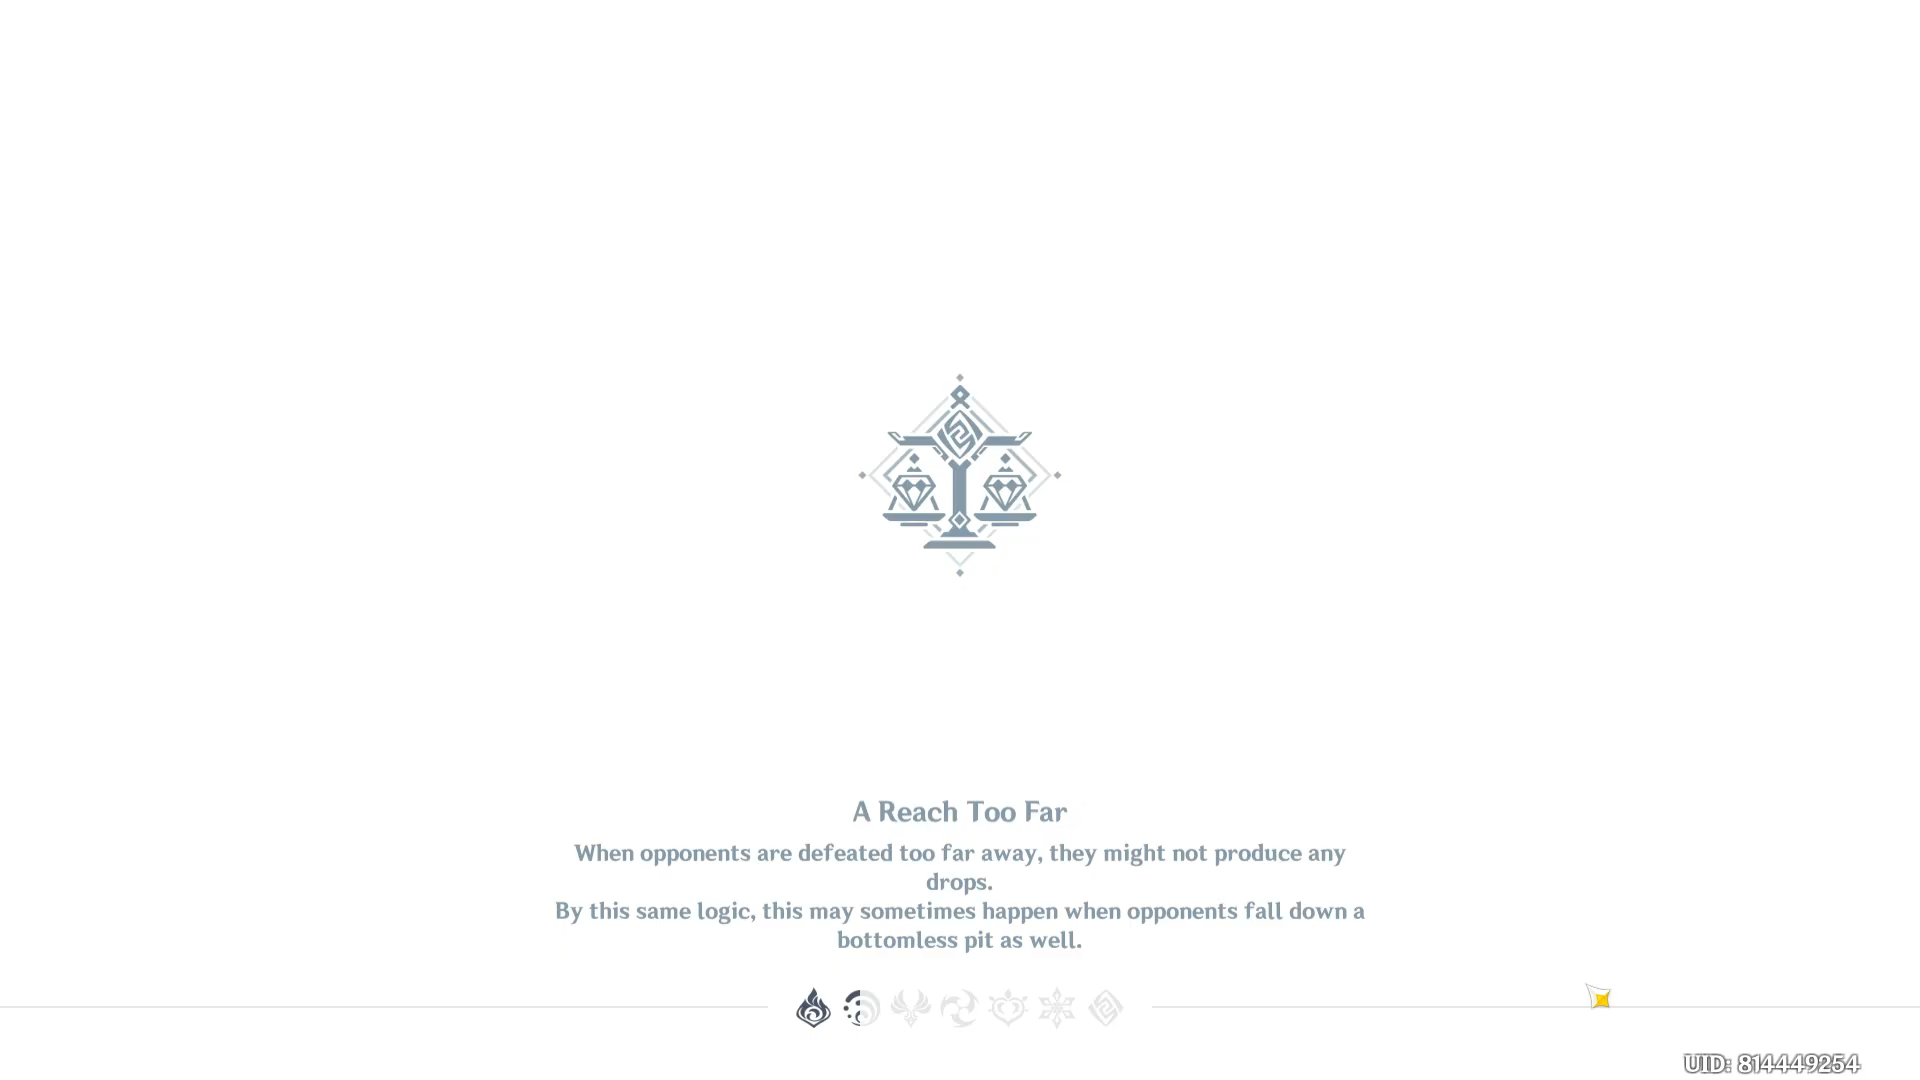 A Reach Too Far
When opponents are defeated too far away, they might not produce any
drops.
By this same logic, this may sometimes happen when opponents fall down a
bottomless pit as well.
UID: 814449254